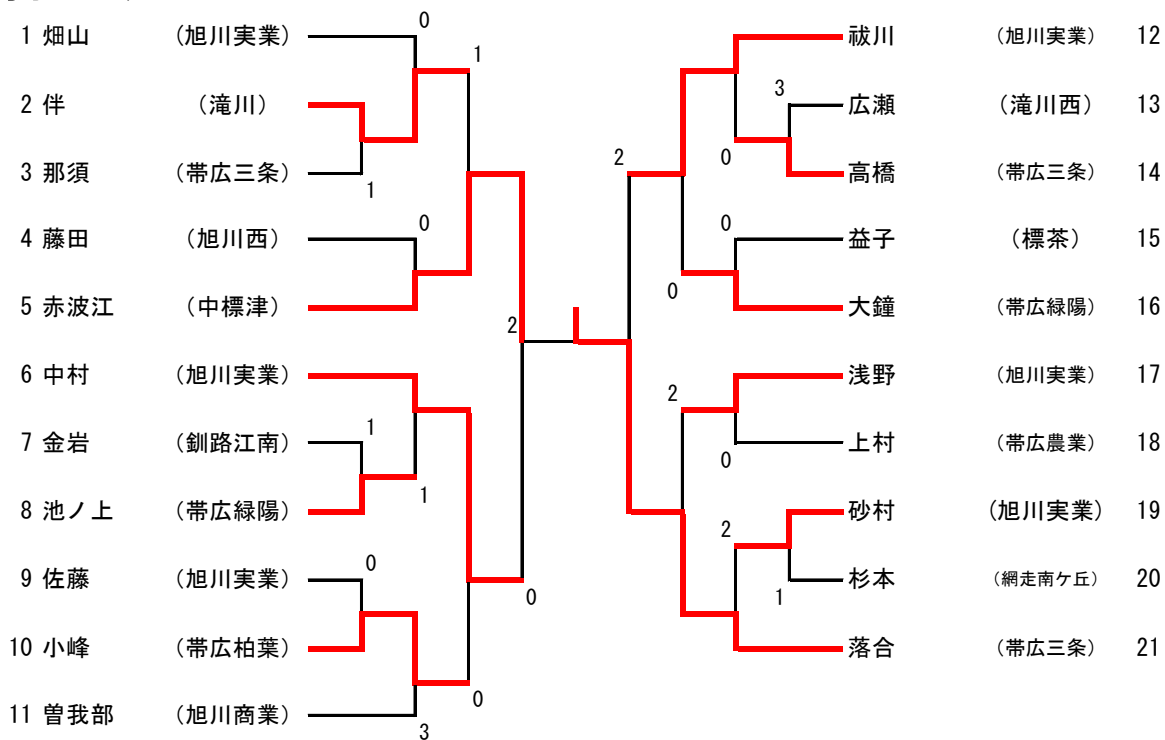 1 畑山 (旭川実業)
2 伴 (滝川)
3 那須 (帯広三条)
4 藤田 (旭川西)
5 赤波江 (中標津)
6 中村 (旭川実業)
7 金岩 (釧路江南)
8 池ノ上 (帯広緑陽)
9 佐藤 (旭川実業)
10 小峰 (帯広柏葉)
11 曽我部 (旭川商業)
0
1
1
0
2
1
1
0
0
0
3
祓川 (旭川実業) 12
広瀬 (滝川西) 13
高橋 (帯広三条) 14
益子 (標茶) 15
大鐘 (帯広緑陽) 16
浅野 (旭川実業) 17
上村 (帯広農業) 18
砂村 (旭川実業) 19
杉本 (網走南ケ丘) 20
落合 (帯広三条) 21
3
2
0
0
0
2
0
2
1